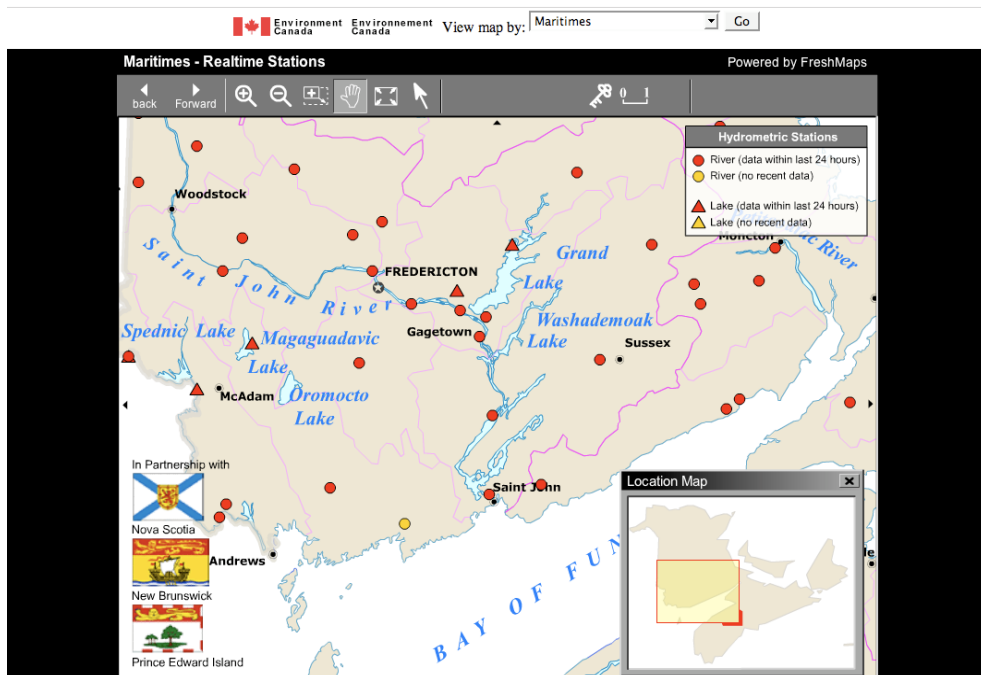 Environment Environnement
Canada Canada
View map by: Maritimes Go
Maritimes - Realtime Stations
Powered by FreshMaps
back Forward
0 1
Hydrometric Stations
River (data within last 24 hours)
River (no recent data)
Lake (data within last 24 hours)
Lake (no recent data)
Woodstock
Moncton
River
Saint John River
FREDERICTON
Grand
Lake
Gagetown
Washademoak
Lake
Sussex
Spednic Lake
Magaguadavic
Lake
McAdam
Oromocto
Lake
Saint John
Andrews
BAY OF FUN
In Partnership with
Nova Scotia
New Brunswick
Prince Edward Island
Location Map